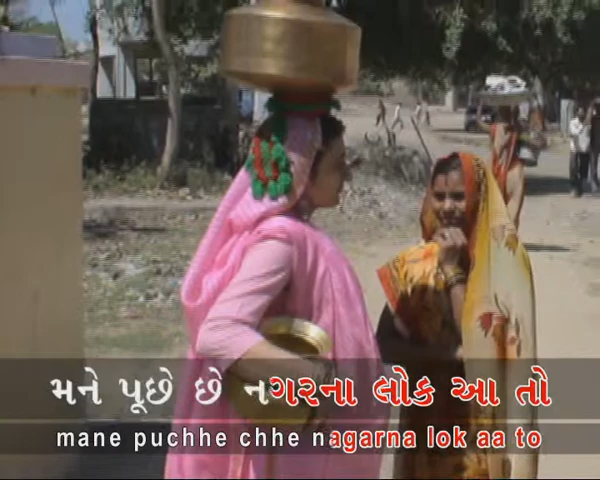 મને પૂછે છે નગરના લોક આ તો
mane puchhe chhe nagarna lok aa to